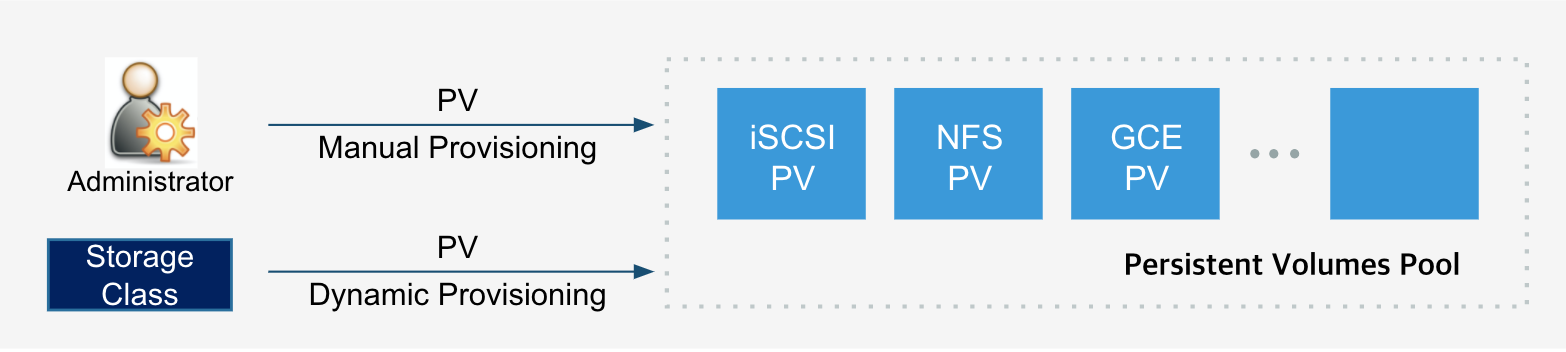 PV
Manual Provisioning
Administrator
Storage
Class
PV
Dynamic Provisioning
iSCSI
PV
NFS
PV
GCE
PV
...
Persistent Volumes Pool